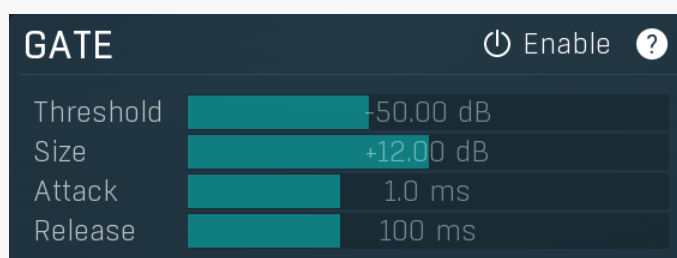 GATE Enable ?
Threshold -50.00 dB
Size +12.00 dB
Attack 1.0 ms
Release 100 ms